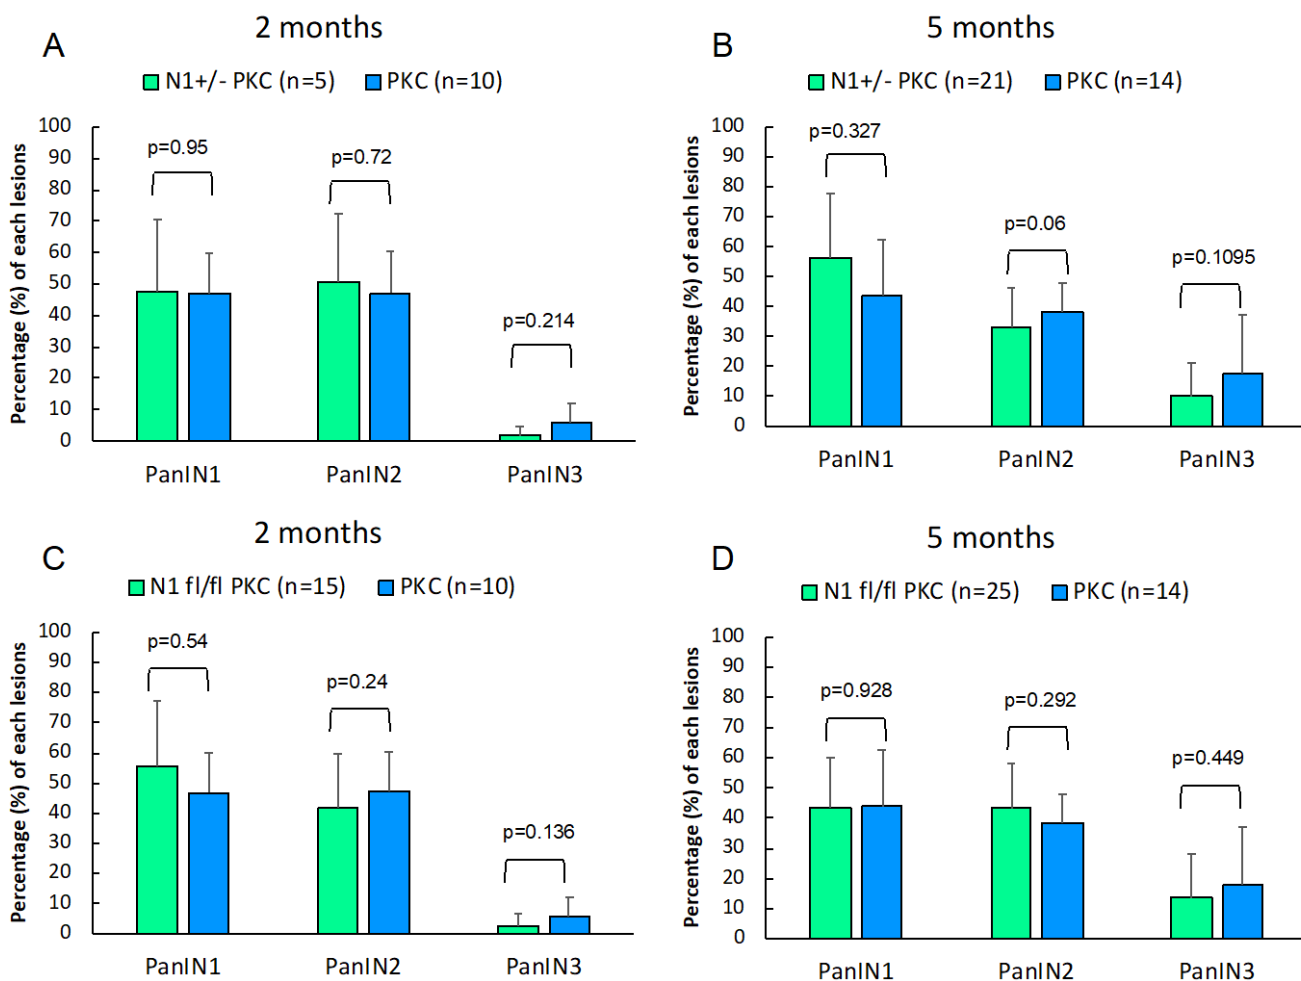 A
2 months
N1+/- PKC (n=5)
PKC (n=10)
Percentage (%) of each lesions
100
90
80
70
60
50
40
30
20
10
0
p=0.95
p=0.72
p=0.214
PanIN1
PanIN2
PanIN3
B
5 months
N1+/- PKC (n=21)
PKC (n=14)
Percentage (%) of each lesions
100
90
80
70
60
50
40
30
20
10
0
p=0.327
p=0.06
p=0.1095
PanIN1
PanIN2
PanIN3
C
2 months
N1 fl/fl PKC (n=15)
PKC (n=10)
Percentage (%) of each lesions
100
90
80
70
60
50
40
30
20
10
0
p=0.54
p=0.24
p=0.136
PanIN1
PanIN2
PanIN3
D
5 months
N1 fl/fl PKC (n=25)
PKC (n=14)
Percentage (%) of each lesions
100
90
80
70
60
50
40
30
20
10
0
p=0.928
p=0.292
p=0.449
PanIN1
PanIN2
PanIN3